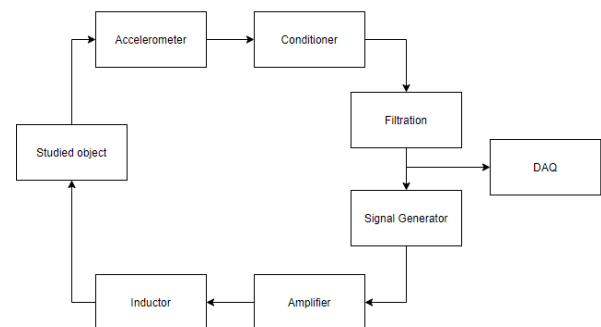 Accelerometer
Conditioner
Filtration
Studied object
DAQ
Signal Generator
Inductor
Amplifier